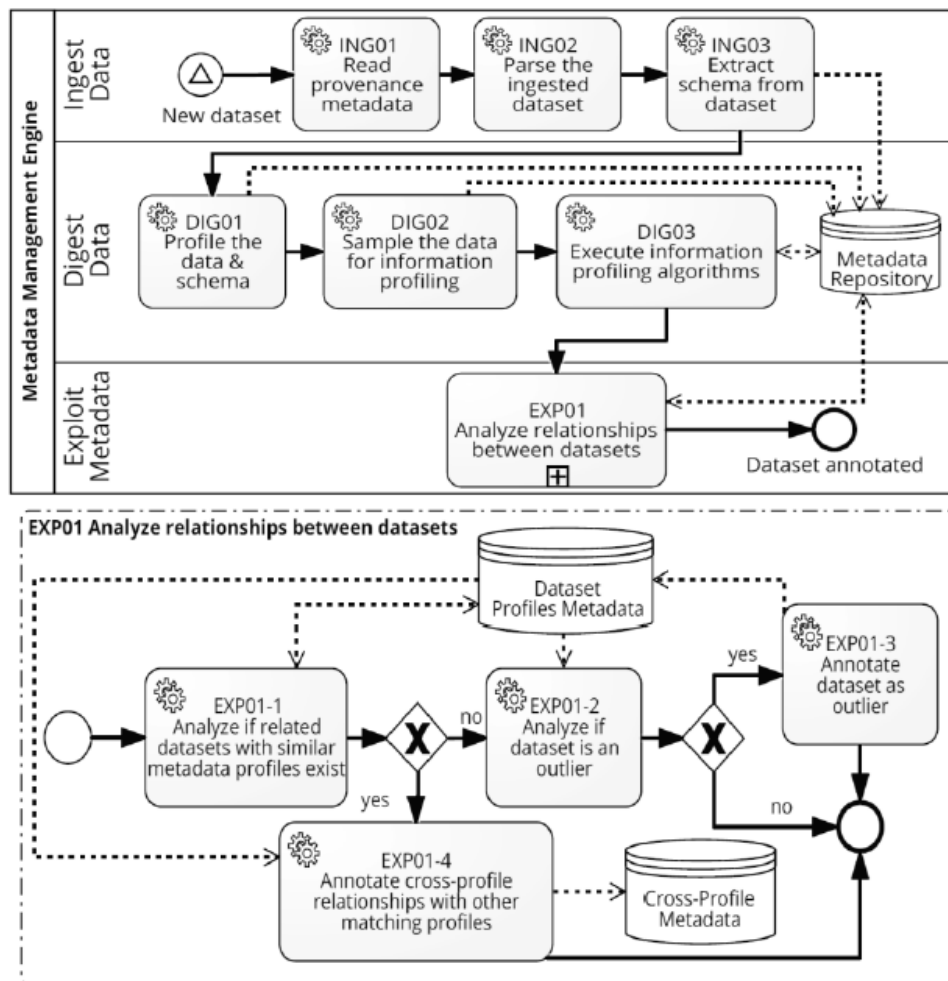 Metadata Management Engine
Ingest
Data
New dataset
ING01
Read
provenance
metadata
ING02
Parse the
ingested
dataset
ING03
Extract
schema from
dataset
Digest
Data
DIG01
Profile the
data &
schema
DIG02
Sample the data
for information
profiling
DIG03
Execute information
profiling algorithms
Metadata
Repository
Exploit
Metadata
EXP01
Analyze relationships
between datasets
Dataset annotated
EXP01 Analyze relationships between datasets
Dataset
Profiles Metadata
EXP01-1
Analyze if related
datasets with similar
metadata profiles exist
X
no
yes
EXP01-2
Analyze if
dataset is an
outlier
X
yes
no
EXP01-3
Annotate
dataset as
outlier
EXP01-4
Annotate cross-profile
relationships with other
matching profiles
Cross-Profile
Metadata